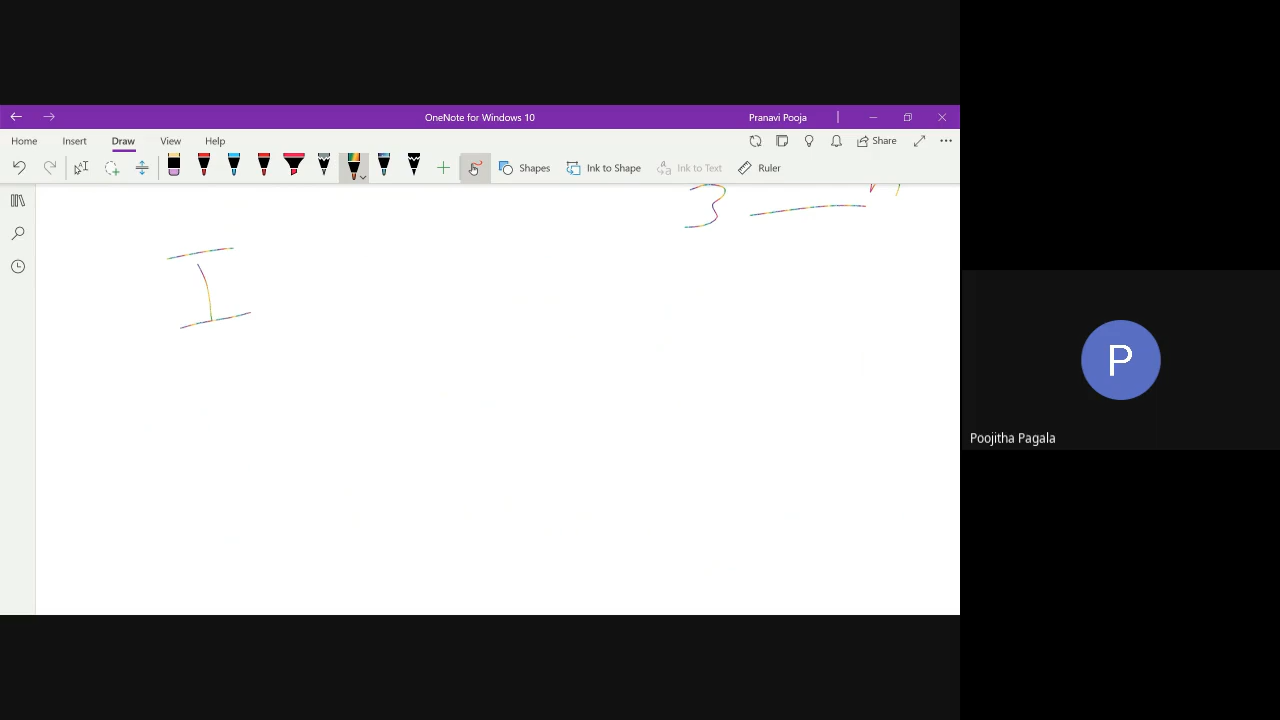 OneNote for Windows 10
Pranavi Pooja
Home Insert Draw View Help
Share
Shapes Ink to Shape Ink to Text Ruler
3 —
I
P
Poojitha Pagala